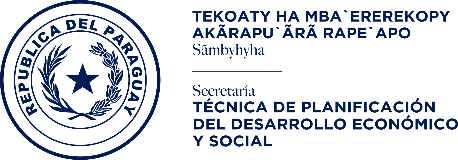 REPUBLICA DEL PARAGUAY
TEKOATY HA MBA`EREREKOPY
AKÃRAPU`ÃRÃ RAPE`APO
Sãmbyhyha
Secretaría
TÉCNICA DE PLANIFICACIÓN
DEL DESARROLLO ECONÓMICO
Y SOCIAL